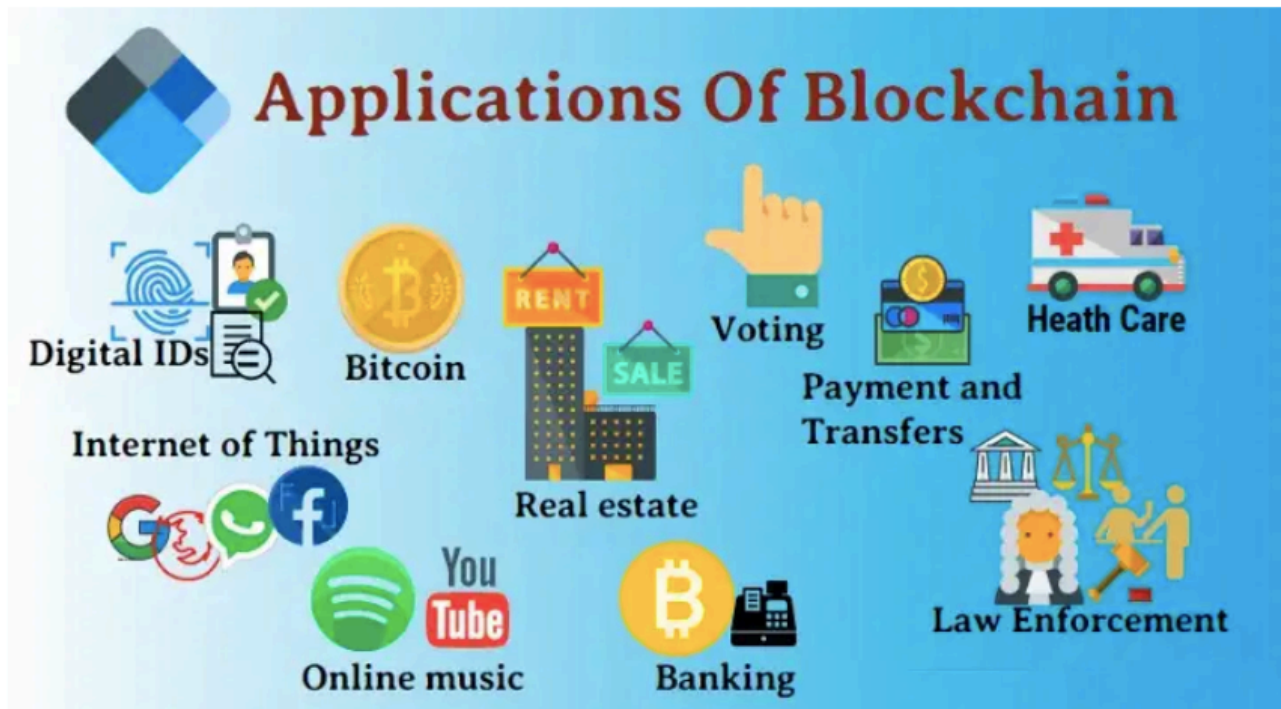 Applications Of Blockchain
Digital IDs
Bitcoin
RENT
SALE
Real estate
Voting
Payment and
Transfers
Heath Care
Internet of Things
You
Tube
Online music
Banking
Law Enforcement